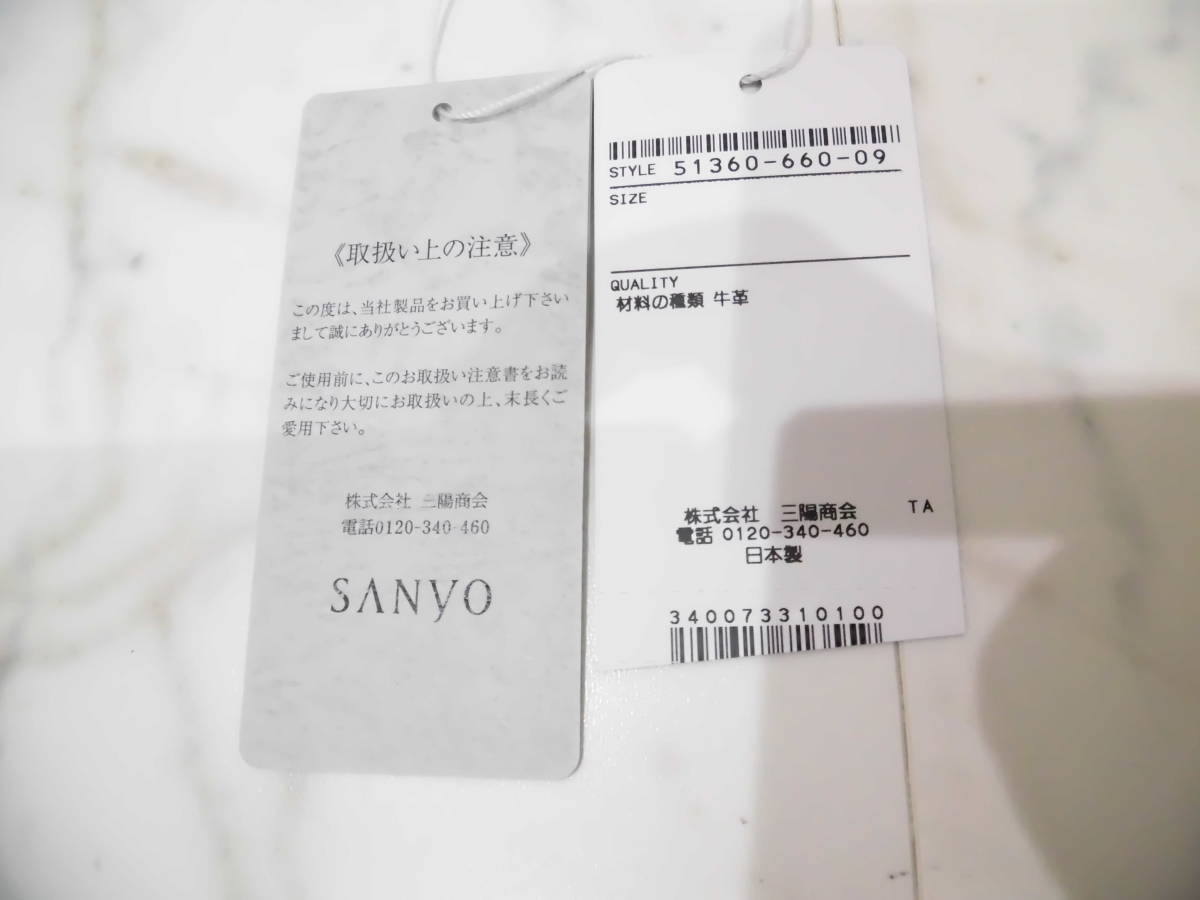 《取扱い上の注意》
この度は、当社製品をお買い上げ下さい
まして誠にありがとうございます。
ご使用前に、このお取扱い注意書をお読
みになり大切にお取扱いの上、末長くご
愛用下さい。
株式会社 三陽商会
電話0120-340-460
SANYO
STYLE 51360-660-09
SIZE
QUALITY
材料の種類 牛革
株式会社 三陽商会 TA
電話 0120-340-460
日本製
340073310100